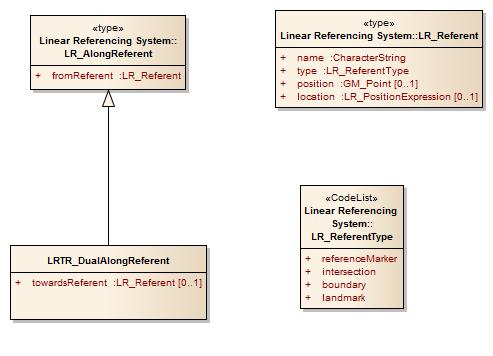 «type»
Linear Referencing System::
LR_AlongReferent
+ fromReferent :LR_Referent
«type»
Linear Referencing System::LR_Referent
+ name :CharacterString
+ type :LR_ReferentType
+ position :GM_Point [0..1]
+ location :LR_PositionExpression [0..1]
«CodeList»
Linear Referencing
System::
LR_ReferentType
+ referenceMarker
+ intersection
+ boundary
+ landmark
LRTR_DualAlongReferent
+ towardsReferent :LR_Referent [0..1]